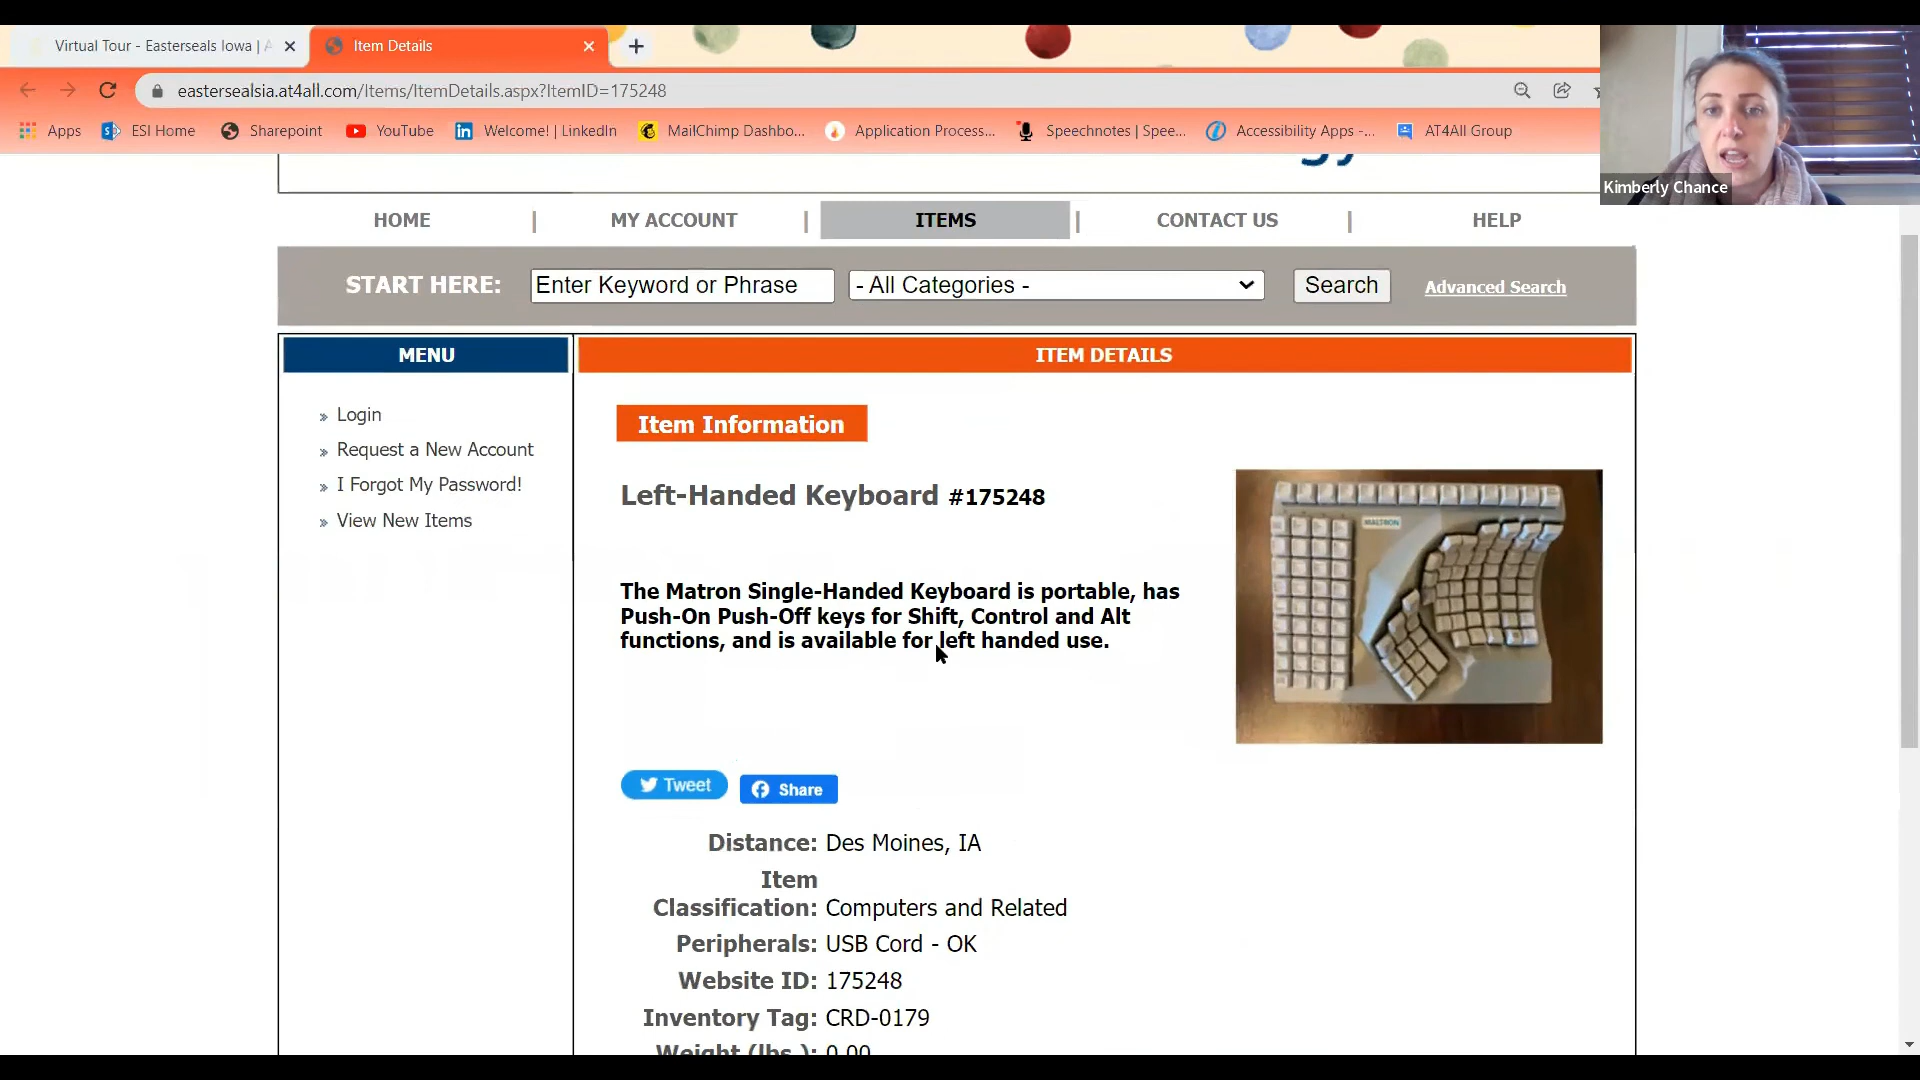 Virtual Tour - Easterseals Iowa | A
Item Details
eastersealsia.at4all.com/Items/ItemDetails.aspx?ItemID=175248
Apps
ESI Home
Sharepoint
YouTube
Welcome! | LinkedIn
MailChimp Dashbo...
Application Process...
Speechnotes | Spee...
Accessibility Apps -...
AT4All Group
Kimberly Chance
HOME | MY ACCOUNT | ITEMS | CONTACT US | HELP
START HERE: Enter Keyword or Phrase - All Categories - Search Advanced Search
MENU
Login
Request a New Account
I Forgot My Password!
View New Items
ITEM DETAILS
Item Information
Left-Handed Keyboard #175248
MALTRON
The Matron Single-Handed Keyboard is portable, has
Push-On Push-Off keys for Shift, Control and Alt
functions, and is available for left handed use.
Tweet
Share
Distance: Des Moines, IA
Item
Classification: Computers and Related
Peripherals: USB Cord - OK
Website ID: 175248
Inventory Tag: CRD-0179
Weight (lbs.): 0.00